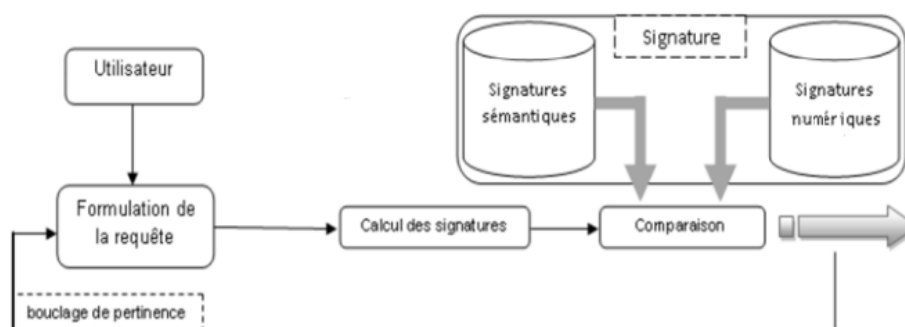 Signature
Utilisateur
Signatures
sémantiques
Signatures
numériques
Formulation de
la requête
Calcul des signatures
Comparaison
bouclage de pertinence